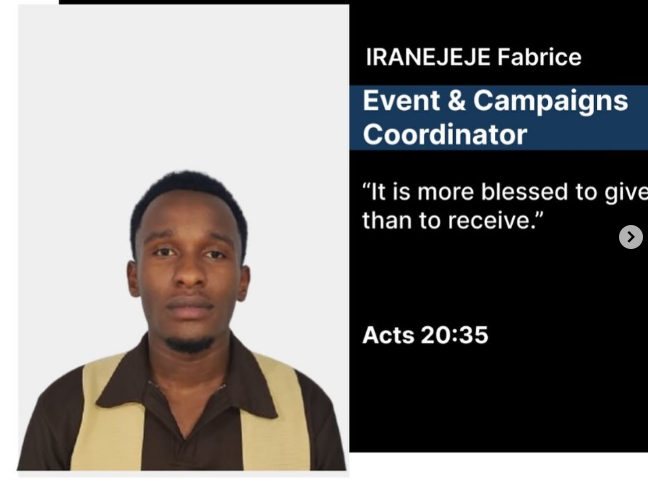 IRANEJEJE Fabrice
Event & Campaigns
Coordinator
“It is more blessed to give
than to receive.”
Acts 20:35